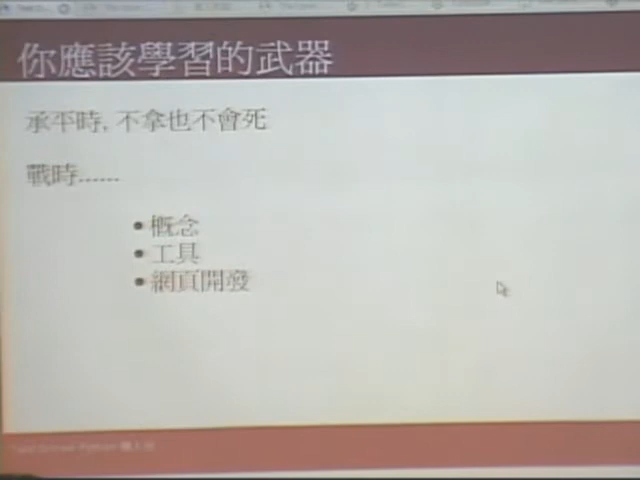 你應該學習的武器
承平時, 不拿也不會死
戰時......
• 概念
• 工具
• 網頁開發